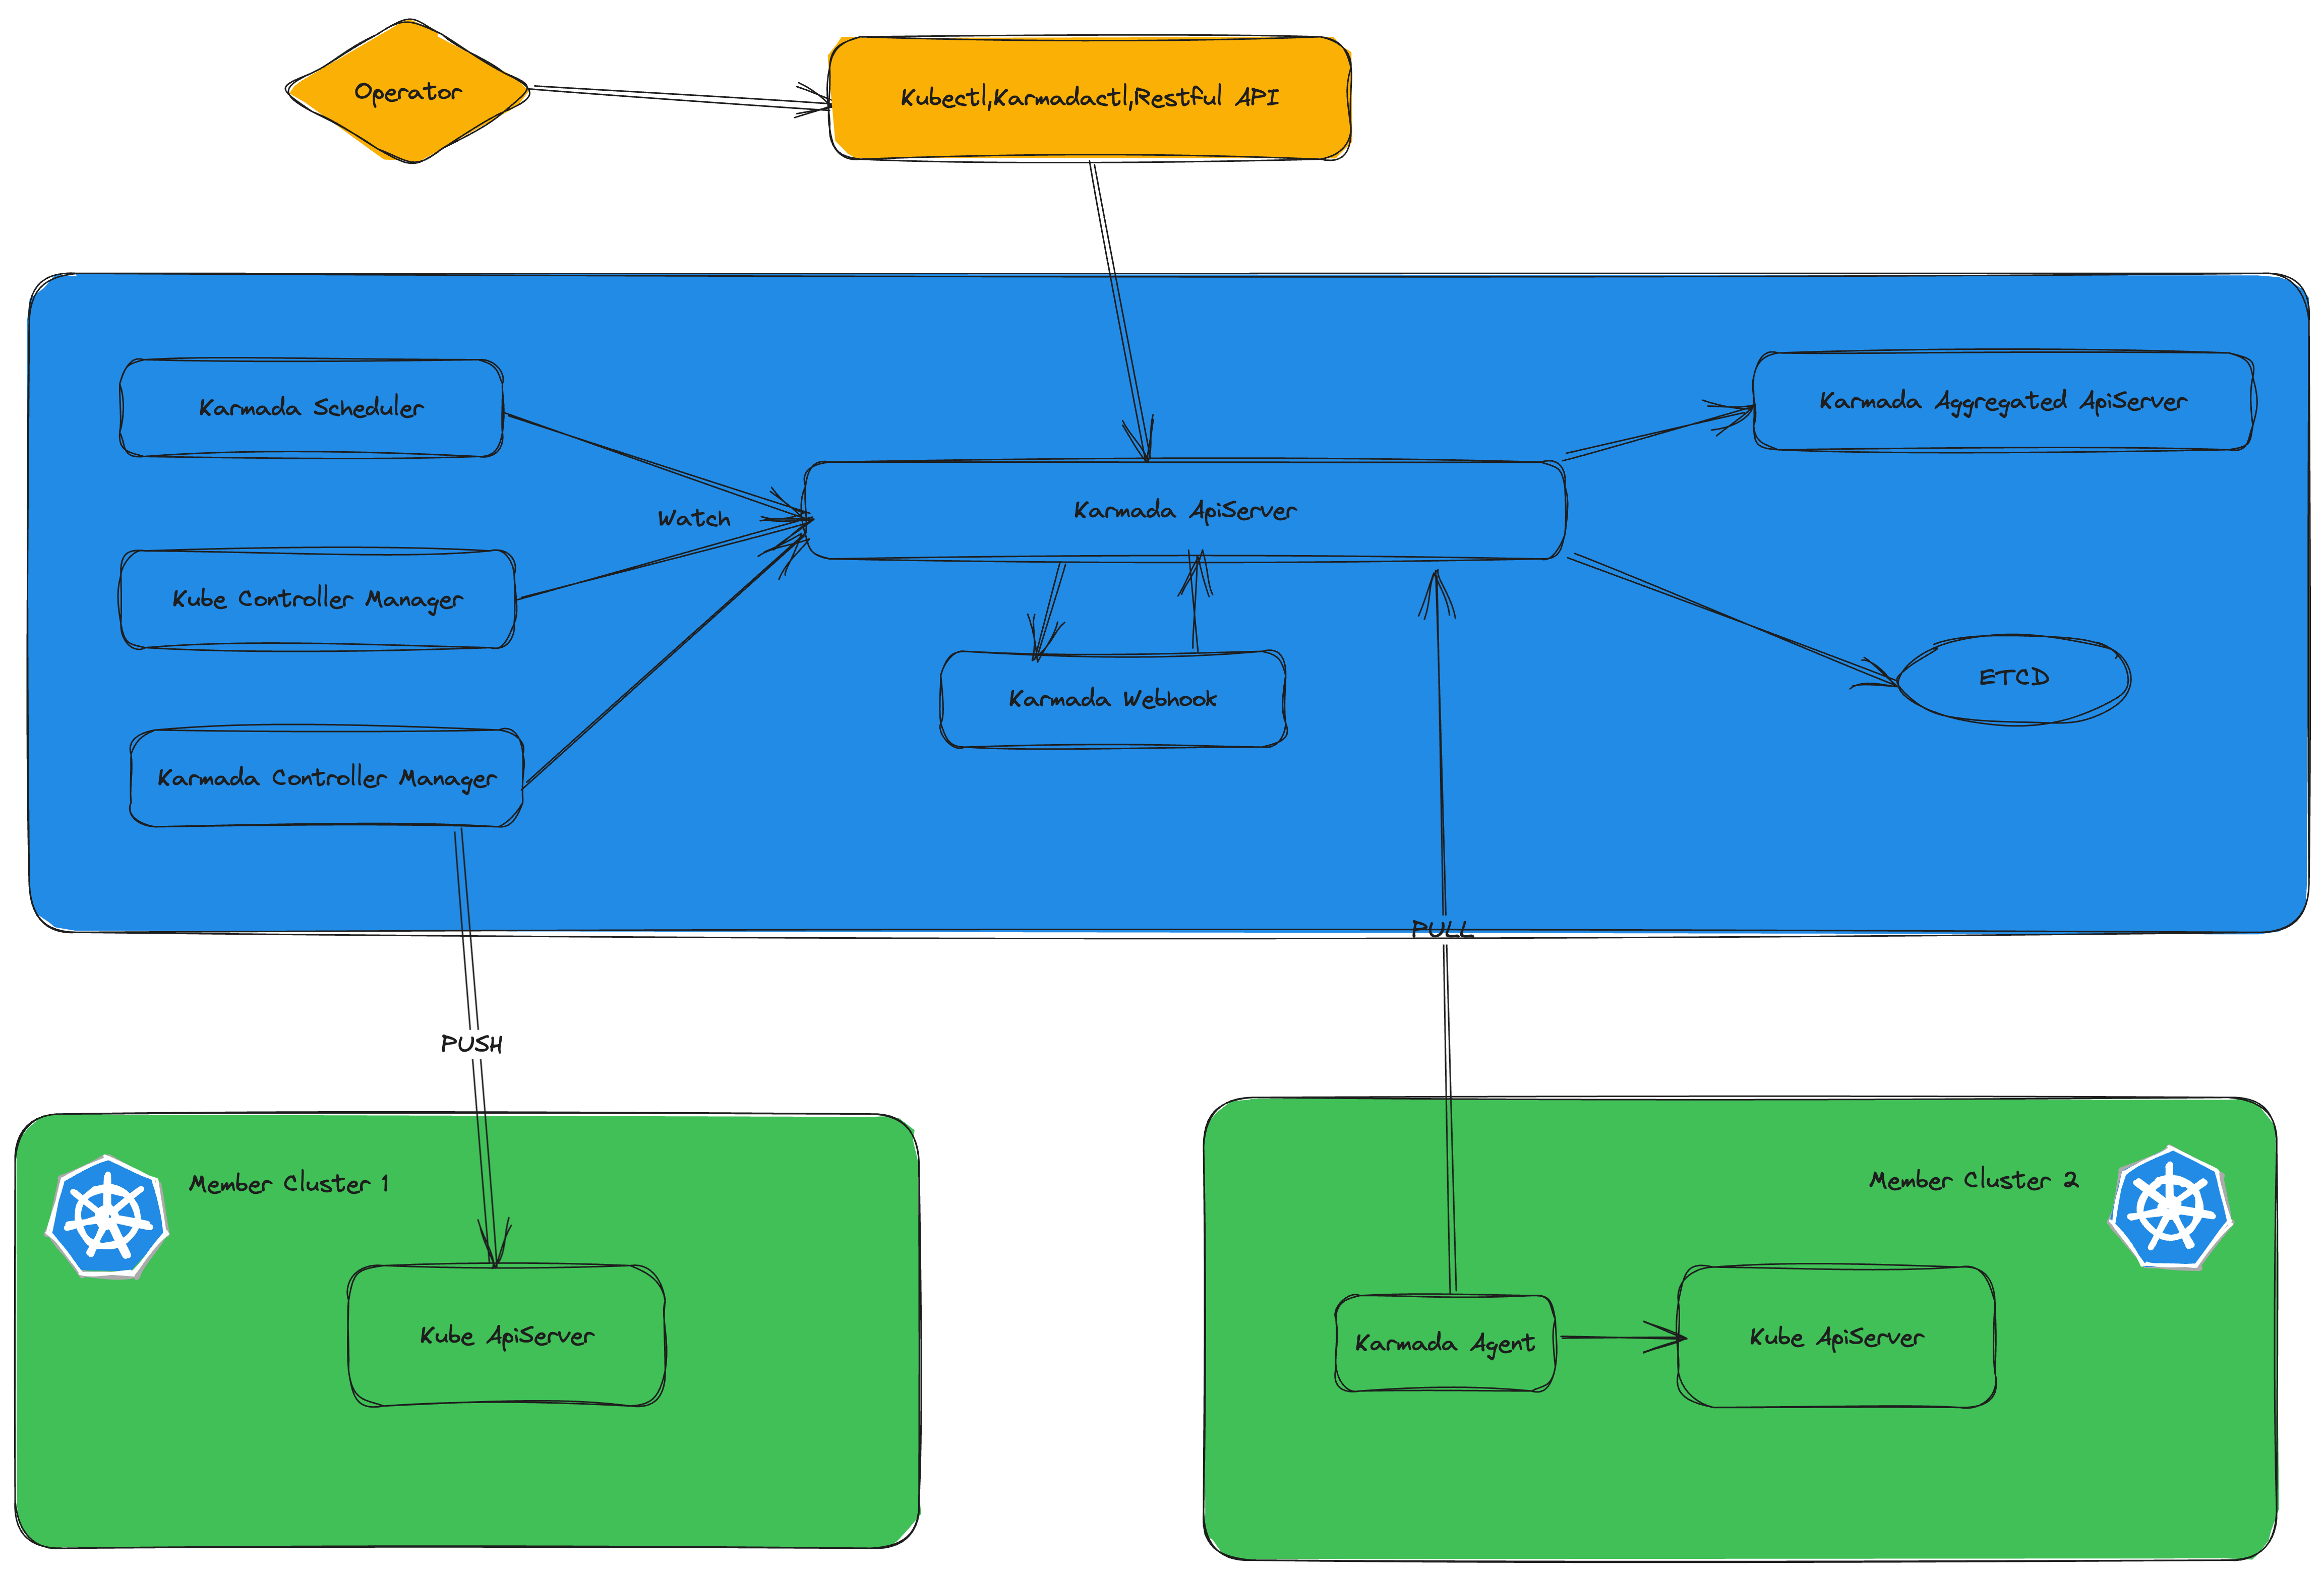 Operator
Kubectl,Karmadactl,Restful API
Karmada Scheduler
Karmada Aggregated ApiServer
Watch
Karmada ApiServer
Kube Controller Manager
Karmada Webhook
ETCD
Karmada Controller Manager
PULL
PUSH
Member Cluster 1
Member Cluster 2
Kube ApiServer
Karmada Agent
Kube ApiServer